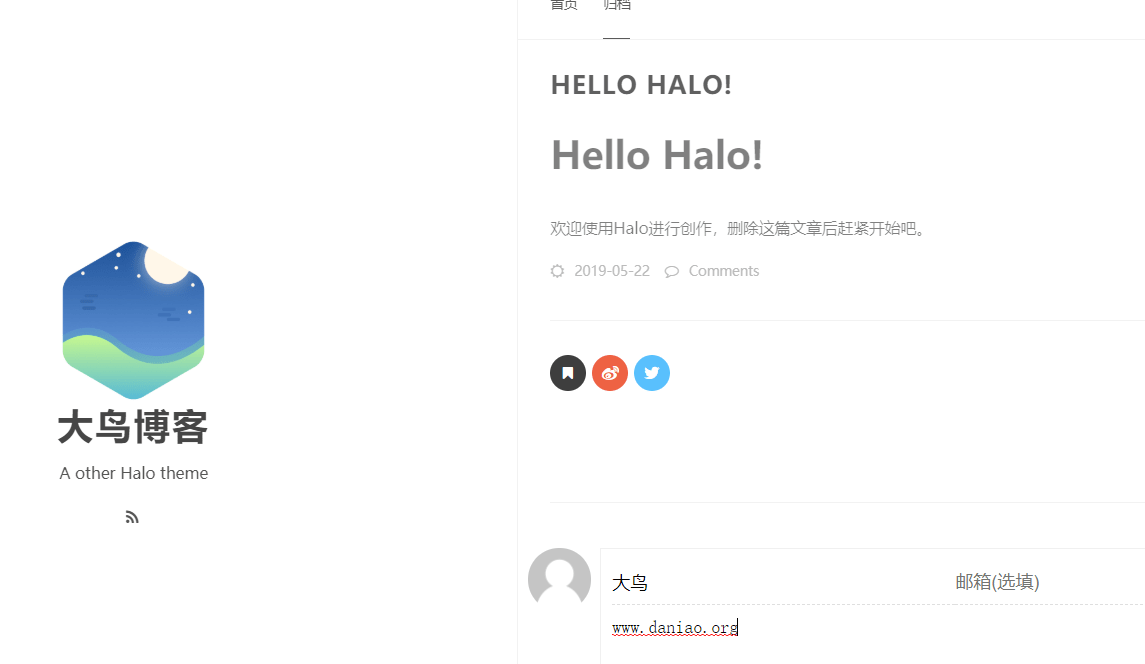 首页 归档
HELLO HALO!
Hello Halo!
欢迎使用Halo进行创作，删除这篇文章后赶紧开始吧。
2019-05-22 Comments
大鸟博客
A other Halo theme
大鸟 邮箱(选填)
www.daniao.org